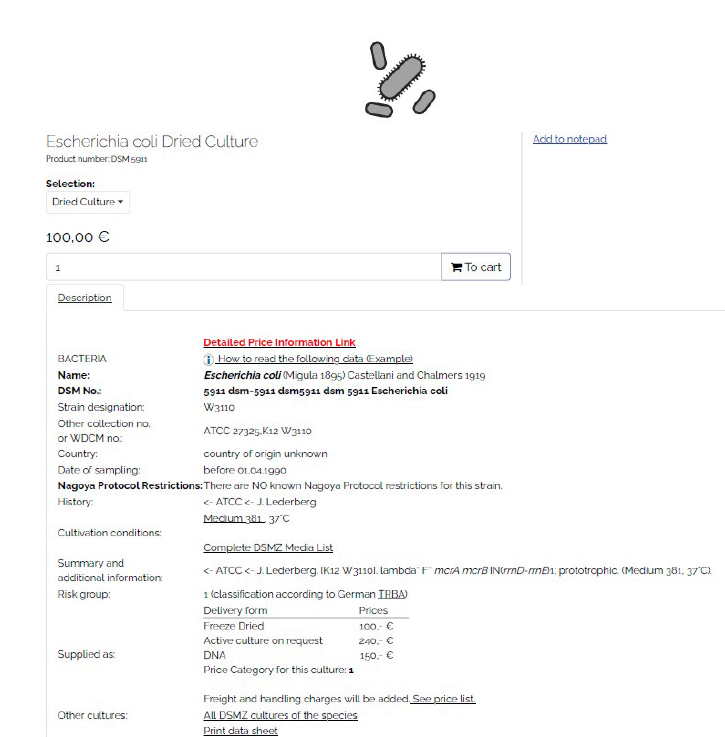 Escherichia coli Dried Culture
Add to notepad
Product number: DSM 5911
Selection:
Dried Culture
100,00 €
1
To cart
Description
Detailed Price Information Link
BACTERIA
How to read the following data (Example)
Name: Escherichia coli (Migula 1895) Castellani and Chalmers 1919
DSM No.: 5911 dsm-5911 dsm5911 dsm 5911 Escherichia coli
Strain designation: W3110
Other collection no.
or WDCM no.: ATCC 27325,K12 W3110
Country: country of origin unknown
Date of sampling: before 01.04.1990
Nagoya Protocol Restrictions: There are NO known Nagoya Protocol restrictions for this strain.
History: <- ATCC <- J. Lederberg
Medium 381 , 37°C
Cultivation conditions:
Complete DSMZ Media List
Summary and
additional information: <- ATCC <- J. Lederberg, [K12 W3110]. lambda⁻ F⁻ mcrA mcrB IN(rrnD-rrnE)1; prototrophic. (Medium 381, 37°C).
Risk group: 1 (classification according to German TRBA)
Delivery form Prices
Freeze Dried 100,- €
Active culture on request 240,- €
Supplied as: DNA 150,- €
Price Category for this culture: 1
Freight and handling charges will be added. See price list.
Other cultures: All DSMZ cultures of the species
Print data sheet